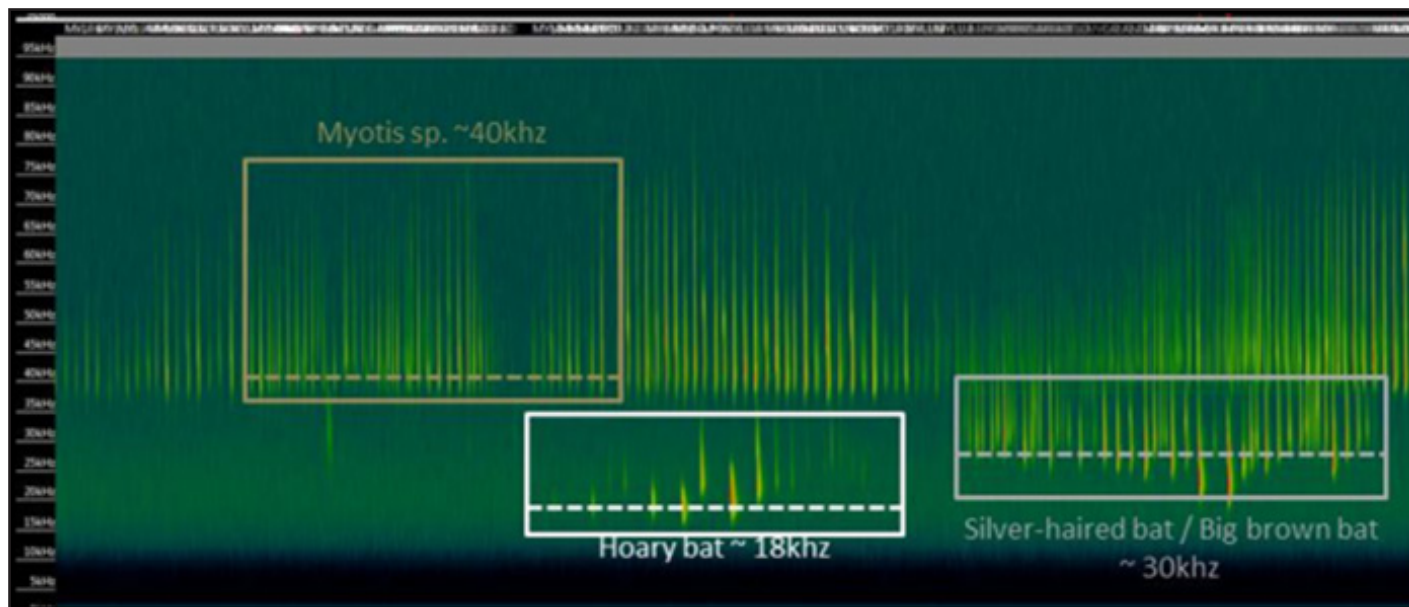 95kHz
90kHz
85kHz
80kHz
75kHz
70kHz
65kHz
60kHz
55kHz
50kHz
45kHz
40kHz
35kHz
30kHz
25kHz
20kHz
15kHz
10kHz
5kHz
Myotis sp. ~40khz
Hoary bat ~ 18khz
Silver-haired bat / Big brown bat
~ 30khz